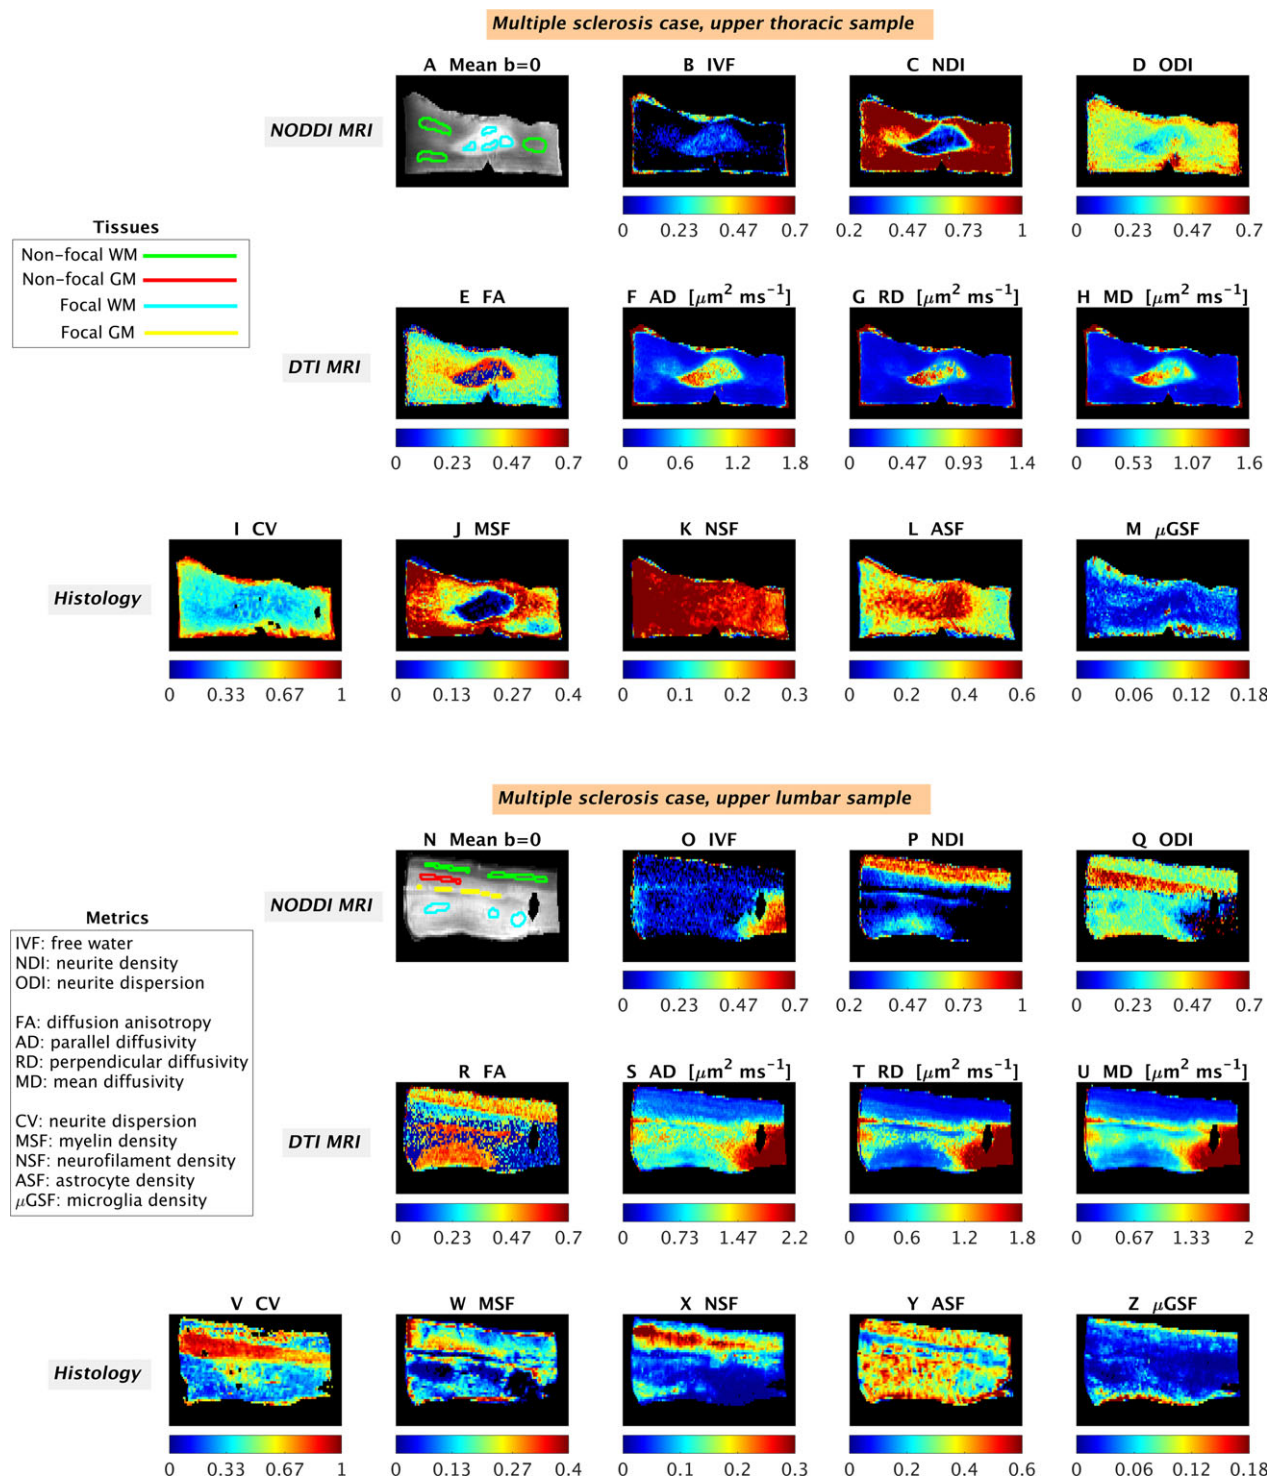 Multiple sclerosis case, upper thoracic sample
A Mean b=0
B IVF
C NDI
D ODI
NODDI MRI
0 0.23 0.47 0.7
0.2 0.47 0.73 1
0 0.23 0.47 0.7
Tissues
Non-focal WM
Non-focal GM
Focal WM
Focal GM
E FA
F AD [μm² ms⁻¹]
G RD [μm² ms⁻¹]
H MD [μm² ms⁻¹]
DTI MRI
0 0.23 0.47 0.7
0 0.6 1.2 1.8
0 0.47 0.93 1.4
0 0.53 1.07 1.6
I CV
J MSF
K NSF
L ASF
M μGSF
Histology
0 0.33 0.67 1
0 0.13 0.27 0.4
0 0.1 0.2 0.3
0 0.2 0.4 0.6
0 0.06 0.12 0.18
Multiple sclerosis case, upper lumbar sample
N Mean b=0
O IVF
P NDI
Q ODI
NODDI MRI
0 0.23 0.47 0.7
0.2 0.47 0.73 1
0 0.23 0.47 0.7
Metrics
IVF: free water
NDI: neurite density
ODI: neurite dispersion
FA: diffusion anisotropy
AD: parallel diffusivity
RD: perpendicular diffusivity
MD: mean diffusivity
CV: neurite dispersion
MSF: myelin density
NSF: neurofilament density
ASF: astrocyte density
μGSF: microglia density
R FA
S AD [μm² ms⁻¹]
T RD [μm² ms⁻¹]
U MD [μm² ms⁻¹]
DTI MRI
0 0.23 0.47 0.7
0 0.73 1.47 2.2
0 0.6 1.2 1.8
0 0.67 1.33 2
V CV
W MSF
X NSF
Y ASF
Z μGSF
Histology
0 0.33 0.67 1
0 0.13 0.27 0.4
0 0.1 0.2 0.3
0 0.2 0.4 0.6
0 0.06 0.12 0.18